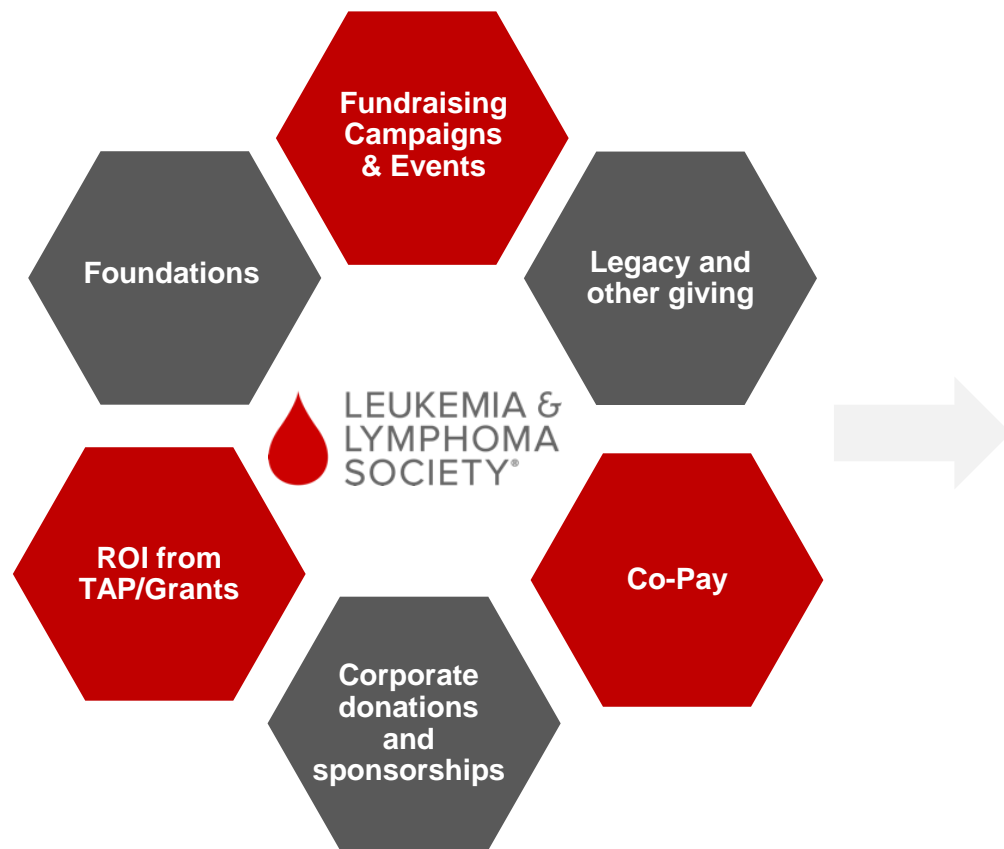 Fundraising
Campaigns
& Events
Foundations
Legacy and
other giving
LEUKEMIA &
LYMPHOMA
SOCIETY®
ROI from
TAP/Grants
Co-Pay
Corporate
donations
and
sponsorships